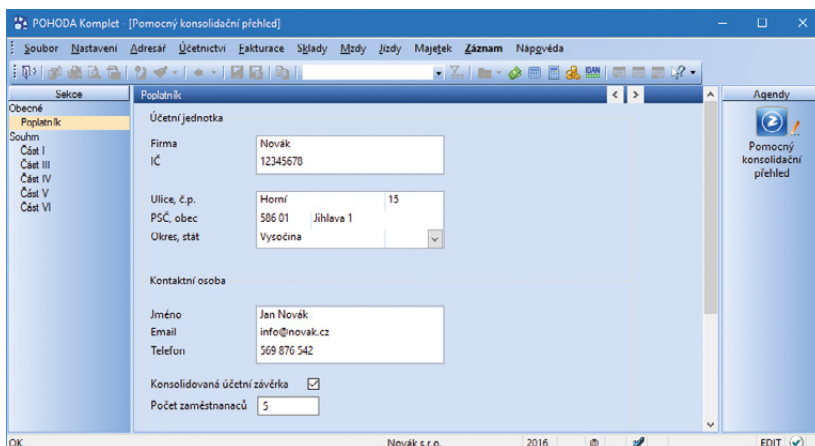 POHODA Komplet - [Pomocný konsolidační přehled]
Soubor Nastavení Adresář Účetnictví Fakturace Sklady Mzdy Jízdy Majetek Záznam Nápověda
Sekce
Obecné
Poplatník
Souhrn
Část I
Část III
Část IV
Část V
Část VI
Poplatník
Účetní jednotka
Firma Novák
IČ 12345678
Ulice, č.p. Horní 15
PSČ, obec 586 01 Jihlava 1
Okres, stát Vysočina
Kontaktní osoba
Jméno Jan Novák
Email info@novak.cz
Telefon 569 876 542
Konsolidovaná účetní závěrka
Počet zaměstnanaců 5
Agendy
Pomocný
konsolidační
přehled
OK Novák s.r.o. 2016 @ EDIT